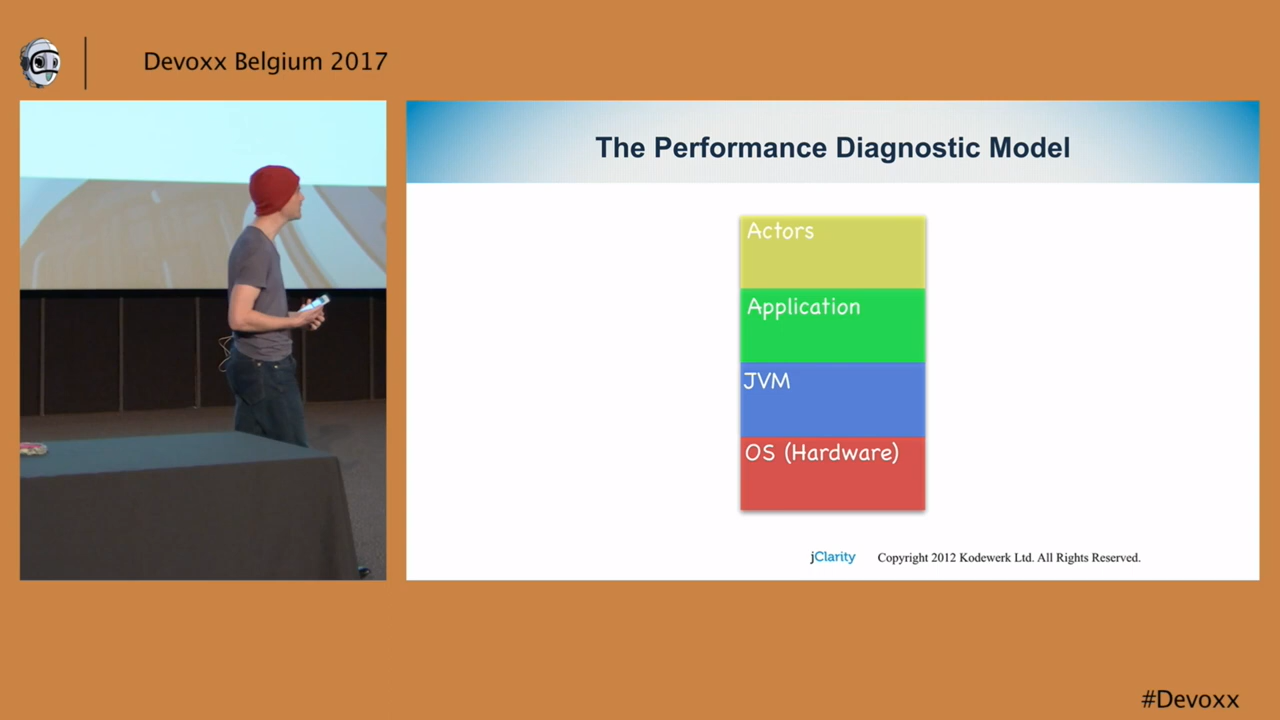 Devoxx Belgium 2017
The Performance Diagnostic Model
Actors
Application
JVM
OS (Hardware)
jClarity Copyright 2012 Kodewerk Ltd. All Rights Reserved.
#Devoxx